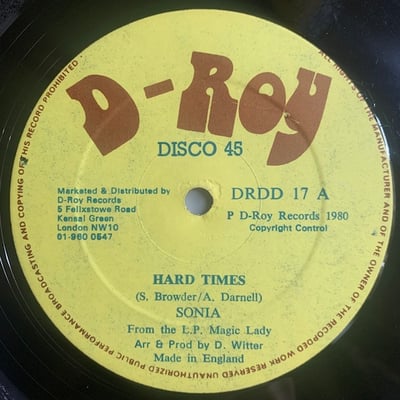 D-Roy
DISCO 45
Marketed & Distributed by
D-Roy Records
5 Felixstowe Road
Kensal Green
London NW10
01-960 0547
DRDD 17 A
P D-Roy Records 1980
Copyright Control
HARD TIMES
(S. Browder/A. Darnell)
SONIA
From the L.P. Magic Lady
Arr & Prod by D. Witter
Made in England
ALL RIGHTS OF THE MANUFACTURER AND OF THE OWNER OF THE RECORDED WORK RESERVED UNAUTHORIZED PUBLIC PERFORMANCE BROADCASTING AND COPYING OF THIS RECORD PROHIBITED